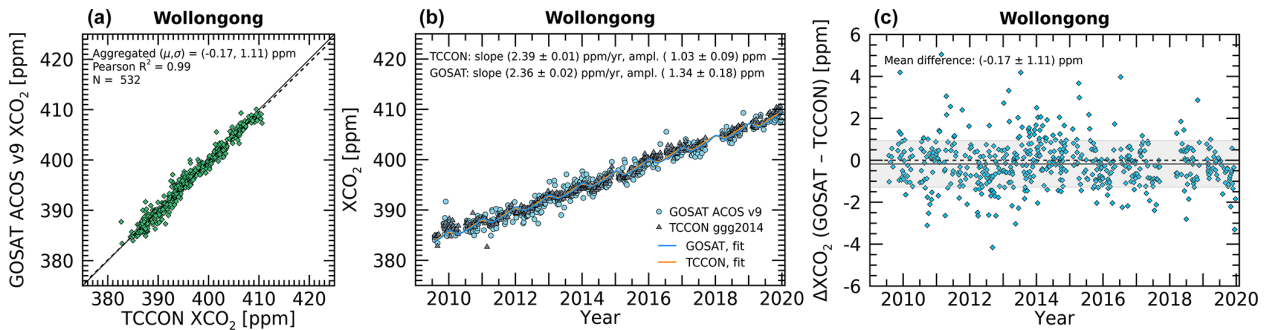 (a)
Wollongong
Aggregated (μ,σ) = (-0.17, 1.11) ppm
Pearson R² = 0.99
N = 532
GOSAT ACOS v9 XCO₂ [ppm]
420
410
400
390
380
380 390 400 410 420
TCCON XCO₂ [ppm]
(b)
Wollongong
TCCON: slope (2.39 ± 0.01) ppm/yr, ampl. ( 1.03 ± 0.09) ppm
GOSAT: slope (2.36 ± 0.02) ppm/yr, ampl. ( 1.34 ± 0.18) ppm
XCO₂ [ppm]
420
410
400
390
380
GOSAT ACOS v9
TCCON ggg2014
GOSAT, fit
TCCON, fit
2010 2012 2014 2016 2018 2020
Year
(c)
Wollongong
Mean difference: (-0.17 ± 1.11) ppm
ΔXCO₂ (GOSAT − TCCON) [ppm]
6
4
2
0
-2
-4
-6
2010 2012 2014 2016 2018 2020
Year